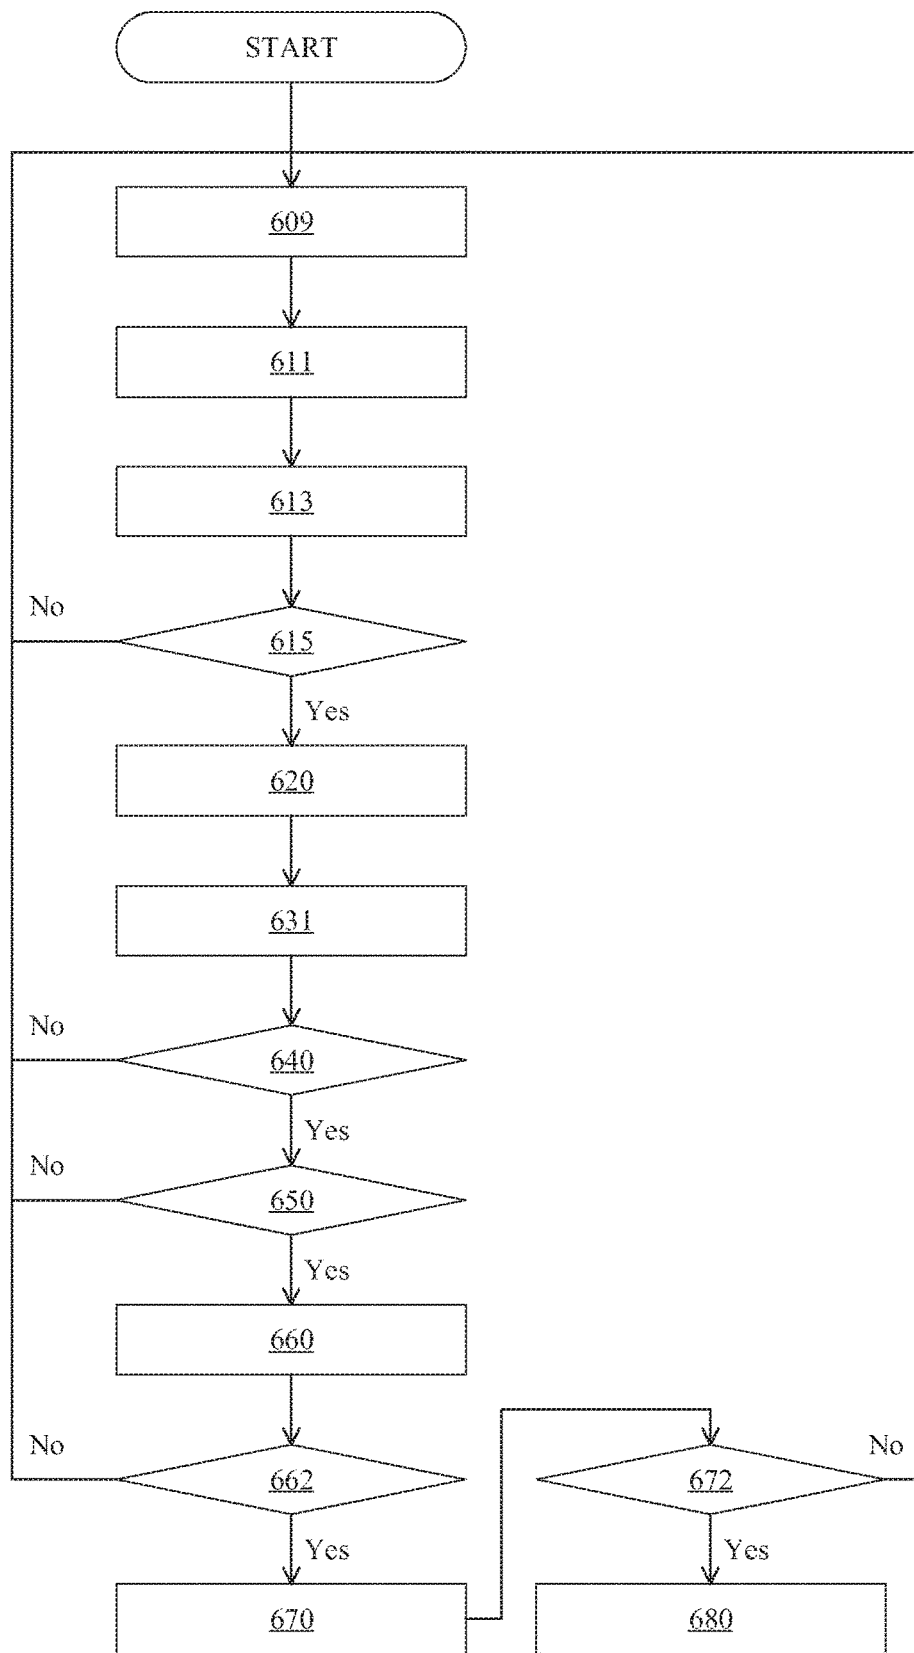 START
609
611
613
No
615
Yes
620
631
No
640
Yes
No
650
Yes
660
No
662
672
No
Yes
Yes
670
680